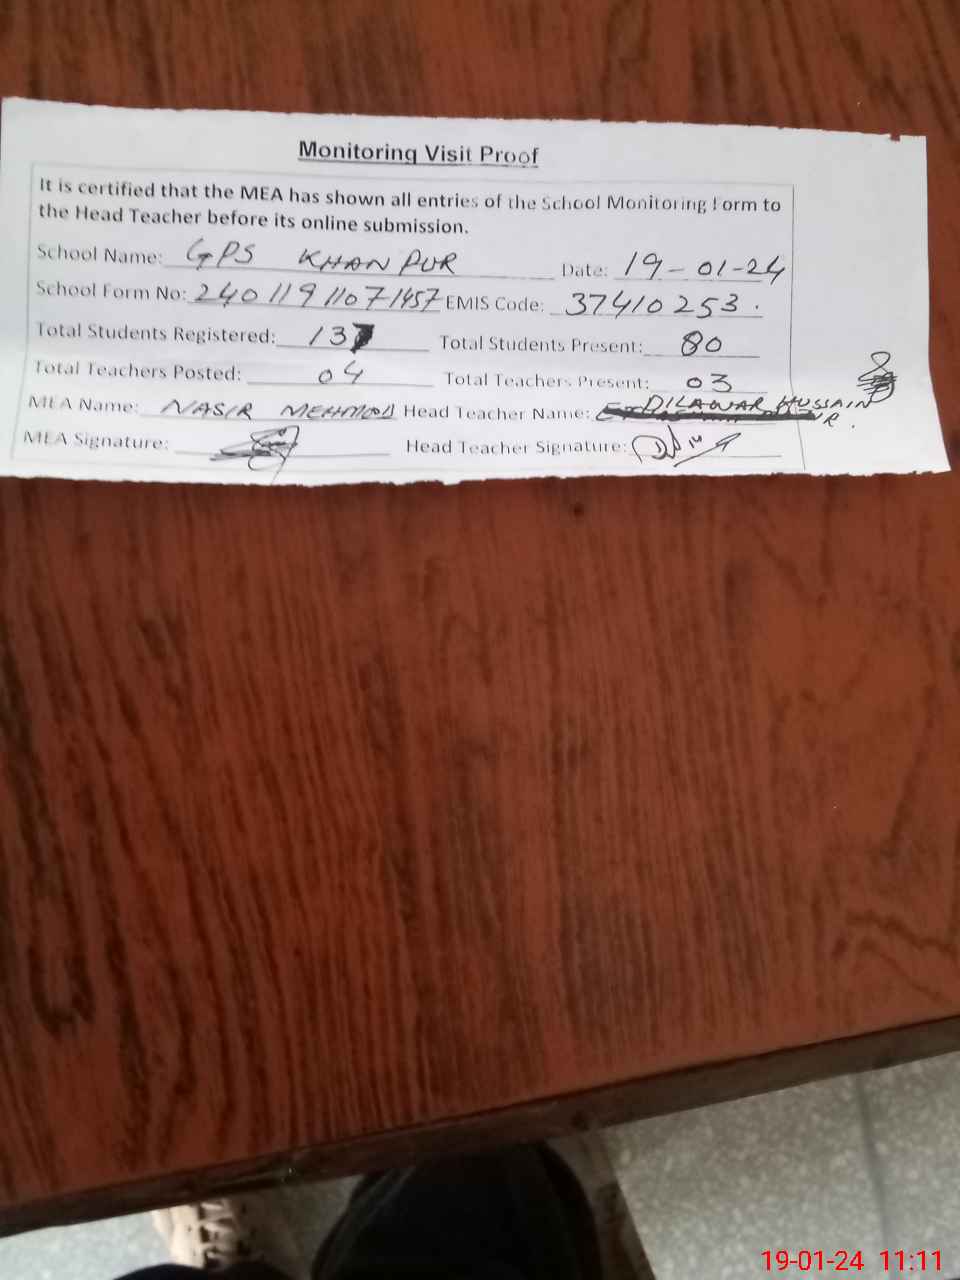 Monitoring Visit Proof
It is certified that the MEA has shown all entries of the School Monitoring Form to
the Head Teacher before its online submission.
School Name: GPS KHANPUR Date: 19-01-24
School Form No: 24011911071457 EMIS Code: 37410253.
Total Students Registered: 137 Total Students Present: 80
Total Teachers Posted: 04 Total Teachers Present: 03
MEA Name: NASIR MEHMOOD Head Teacher Name: DILAWAR HUSSAIN
MEA Signature: Head Teacher Signature:
19-01-24 11:11